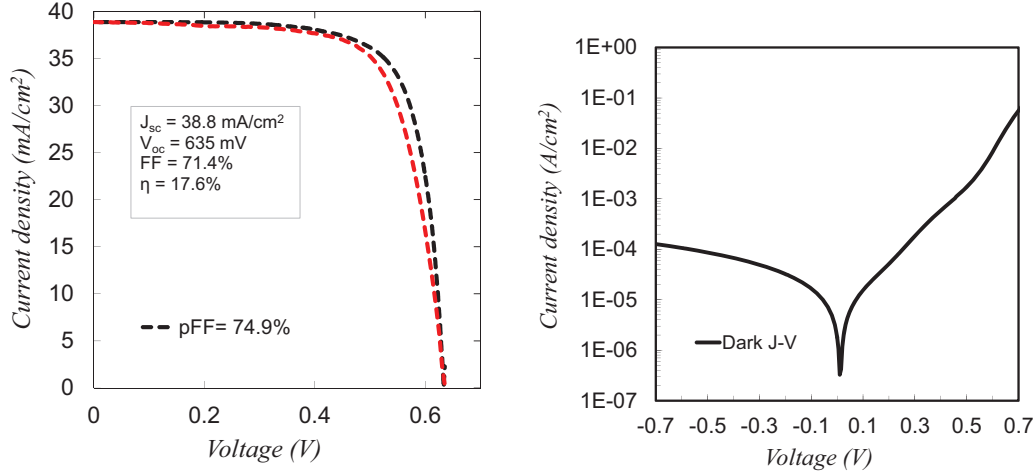 40
35
30
25
20
15
10
5
0
Current density (mA/cm²)
J_sc = 38.8 mA/cm²
V_oc = 635 mV
FF = 71.4%
η = 17.6%
pFF= 74.9%
0 0.2 0.4 0.6
Voltage (V)
1E+00
1E-01
1E-02
1E-03
1E-04
1E-05
1E-06
1E-07
Current density (A/cm²)
Dark J-V
-0.7 -0.5 -0.3 -0.1 0.1 0.3 0.5 0.7
Voltage (V)